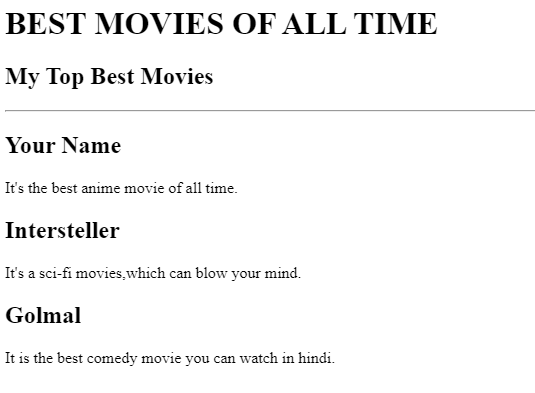 BEST MOVIES OF ALL TIME
My Top Best Movies
Your Name
It's the best anime movie of all time.
Intersteller
It's a sci-fi movies,which can blow your mind.
Golmal
It is the best comedy movie you can watch in hindi.